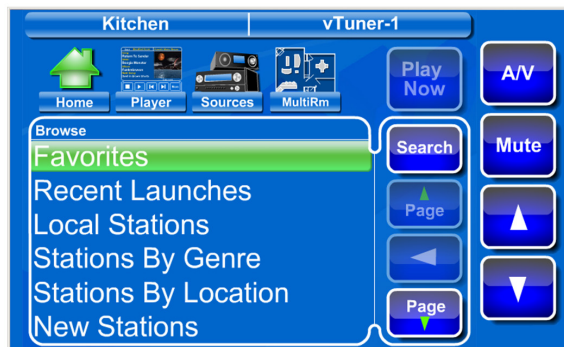 Kitchen
vTuner-1
Home
Player
Sources
MultiRm
Play
Now
A/V
Browse
Favorites
Recent Launches
Local Stations
Stations By Genre
Stations By Location
New Stations
Search
Page
Page
Mute